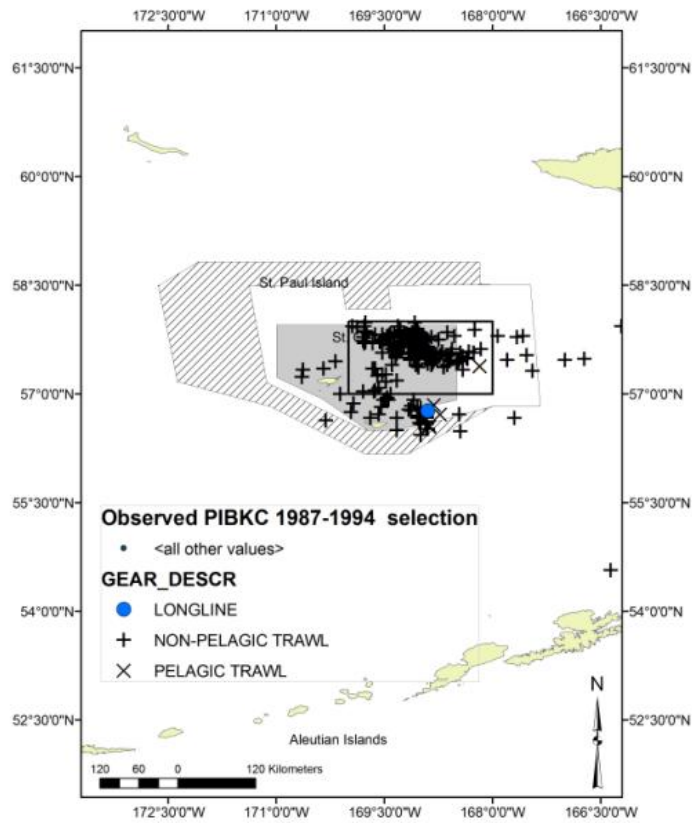 172°30'0"W 171°0'0"W 169°30'0"W 168°0'0"W 166°30'0"W
61°30'0"N 61°30'0"N
60°0'0"N 60°0'0"N
58°30'0"N 58°30'0"N
St. Paul Island
St.
57°0'0"N 57°0'0"N
55°30'0"N 55°30'0"N
Observed PIBKC 1987-1994 selection
<all other values>
GEAR_DESCR
LONGLINE
54°0'0"N 54°0'0"N
NON-PELAGIC TRAWL
PELAGIC TRAWL
N
52°30'0"N 52°30'0"N
Aleutian Islands
120 60 0 120 Kilometers
172°30'0"W 171°0'0"W 169°30'0"W 168°0'0"W 166°30'0"W